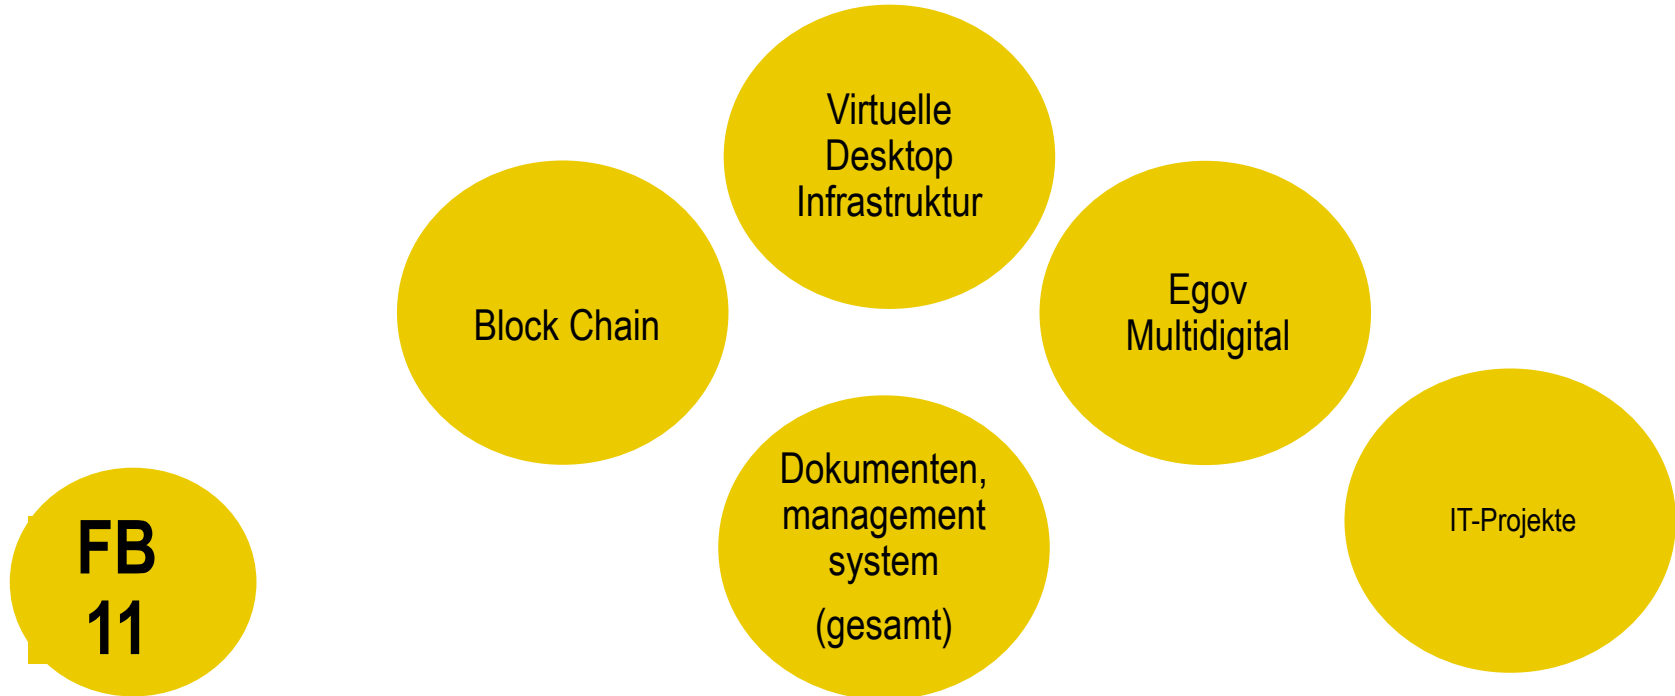 Virtuelle
Desktop
Infrastruktur
Block Chain
Egov
Multidigital
Dokumenten,
management
system
(gesamt)
IT-Projekte
FB
11